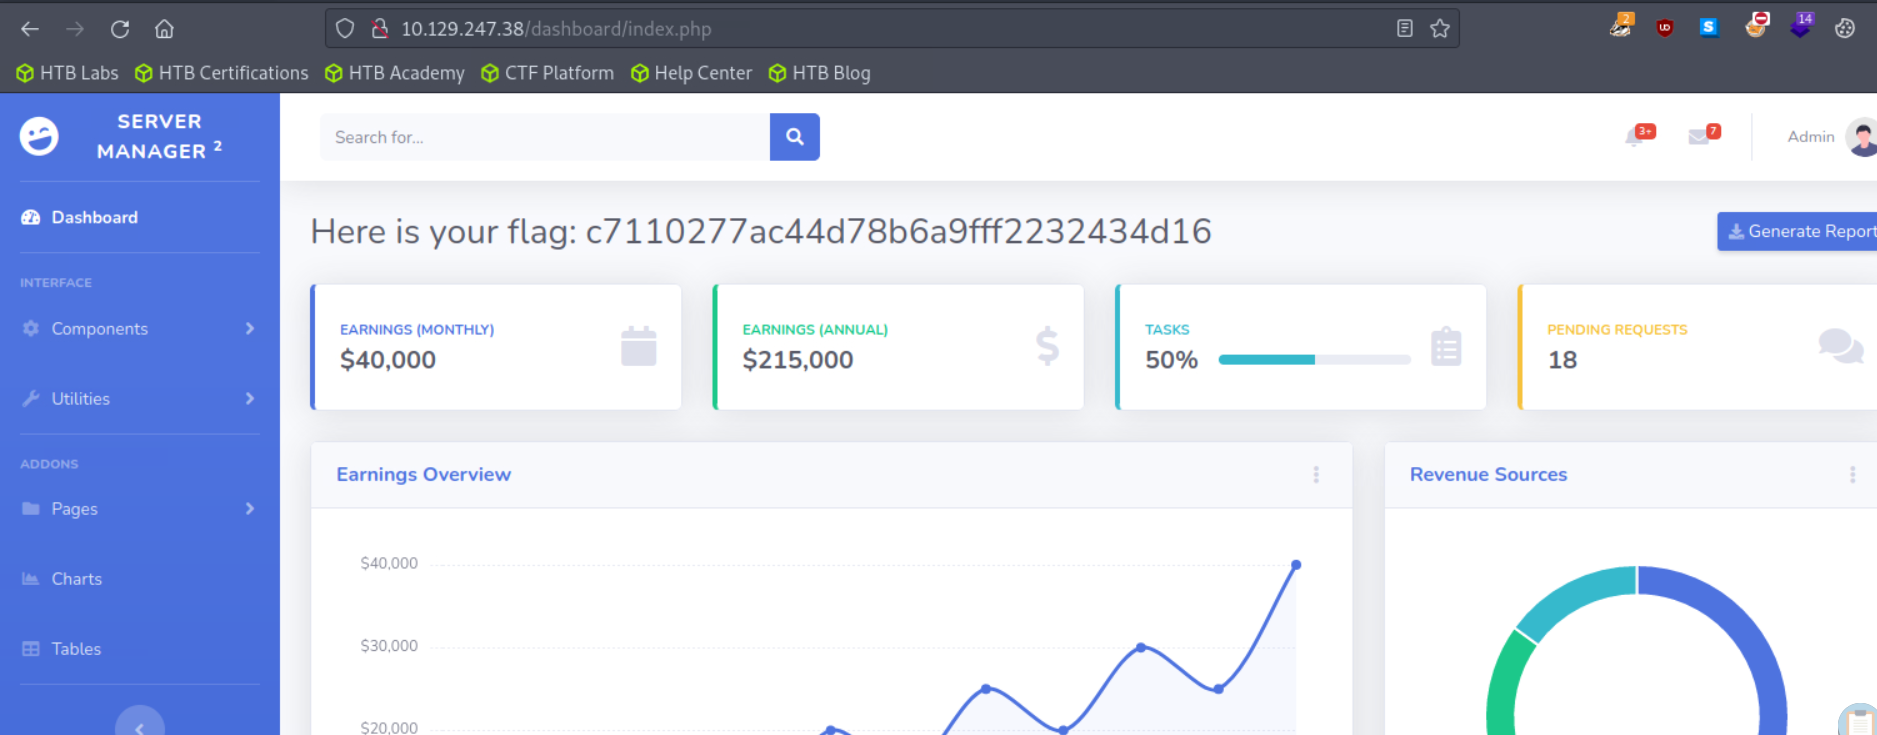 10.129.247.38/dashboard/index.php
2
UD
S
14
HTB Labs HTB Certifications HTB Academy CTF Platform Help Center HTB Blog
SERVER
MANAGER 2
Search for...
3+
7
Admin
Dashboard
Here is your flag: c7110277ac44d78b6a9fff2232434d16
Generate Report
INTERFACE
Components
Utilities
ADDONS
Pages
Charts
Tables
EARNINGS (MONTHLY)
$40,000
EARNINGS (ANNUAL)
$215,000
TASKS
50%
PENDING REQUESTS
18
Earnings Overview
$40,000
$30,000
$20,000
Revenue Sources